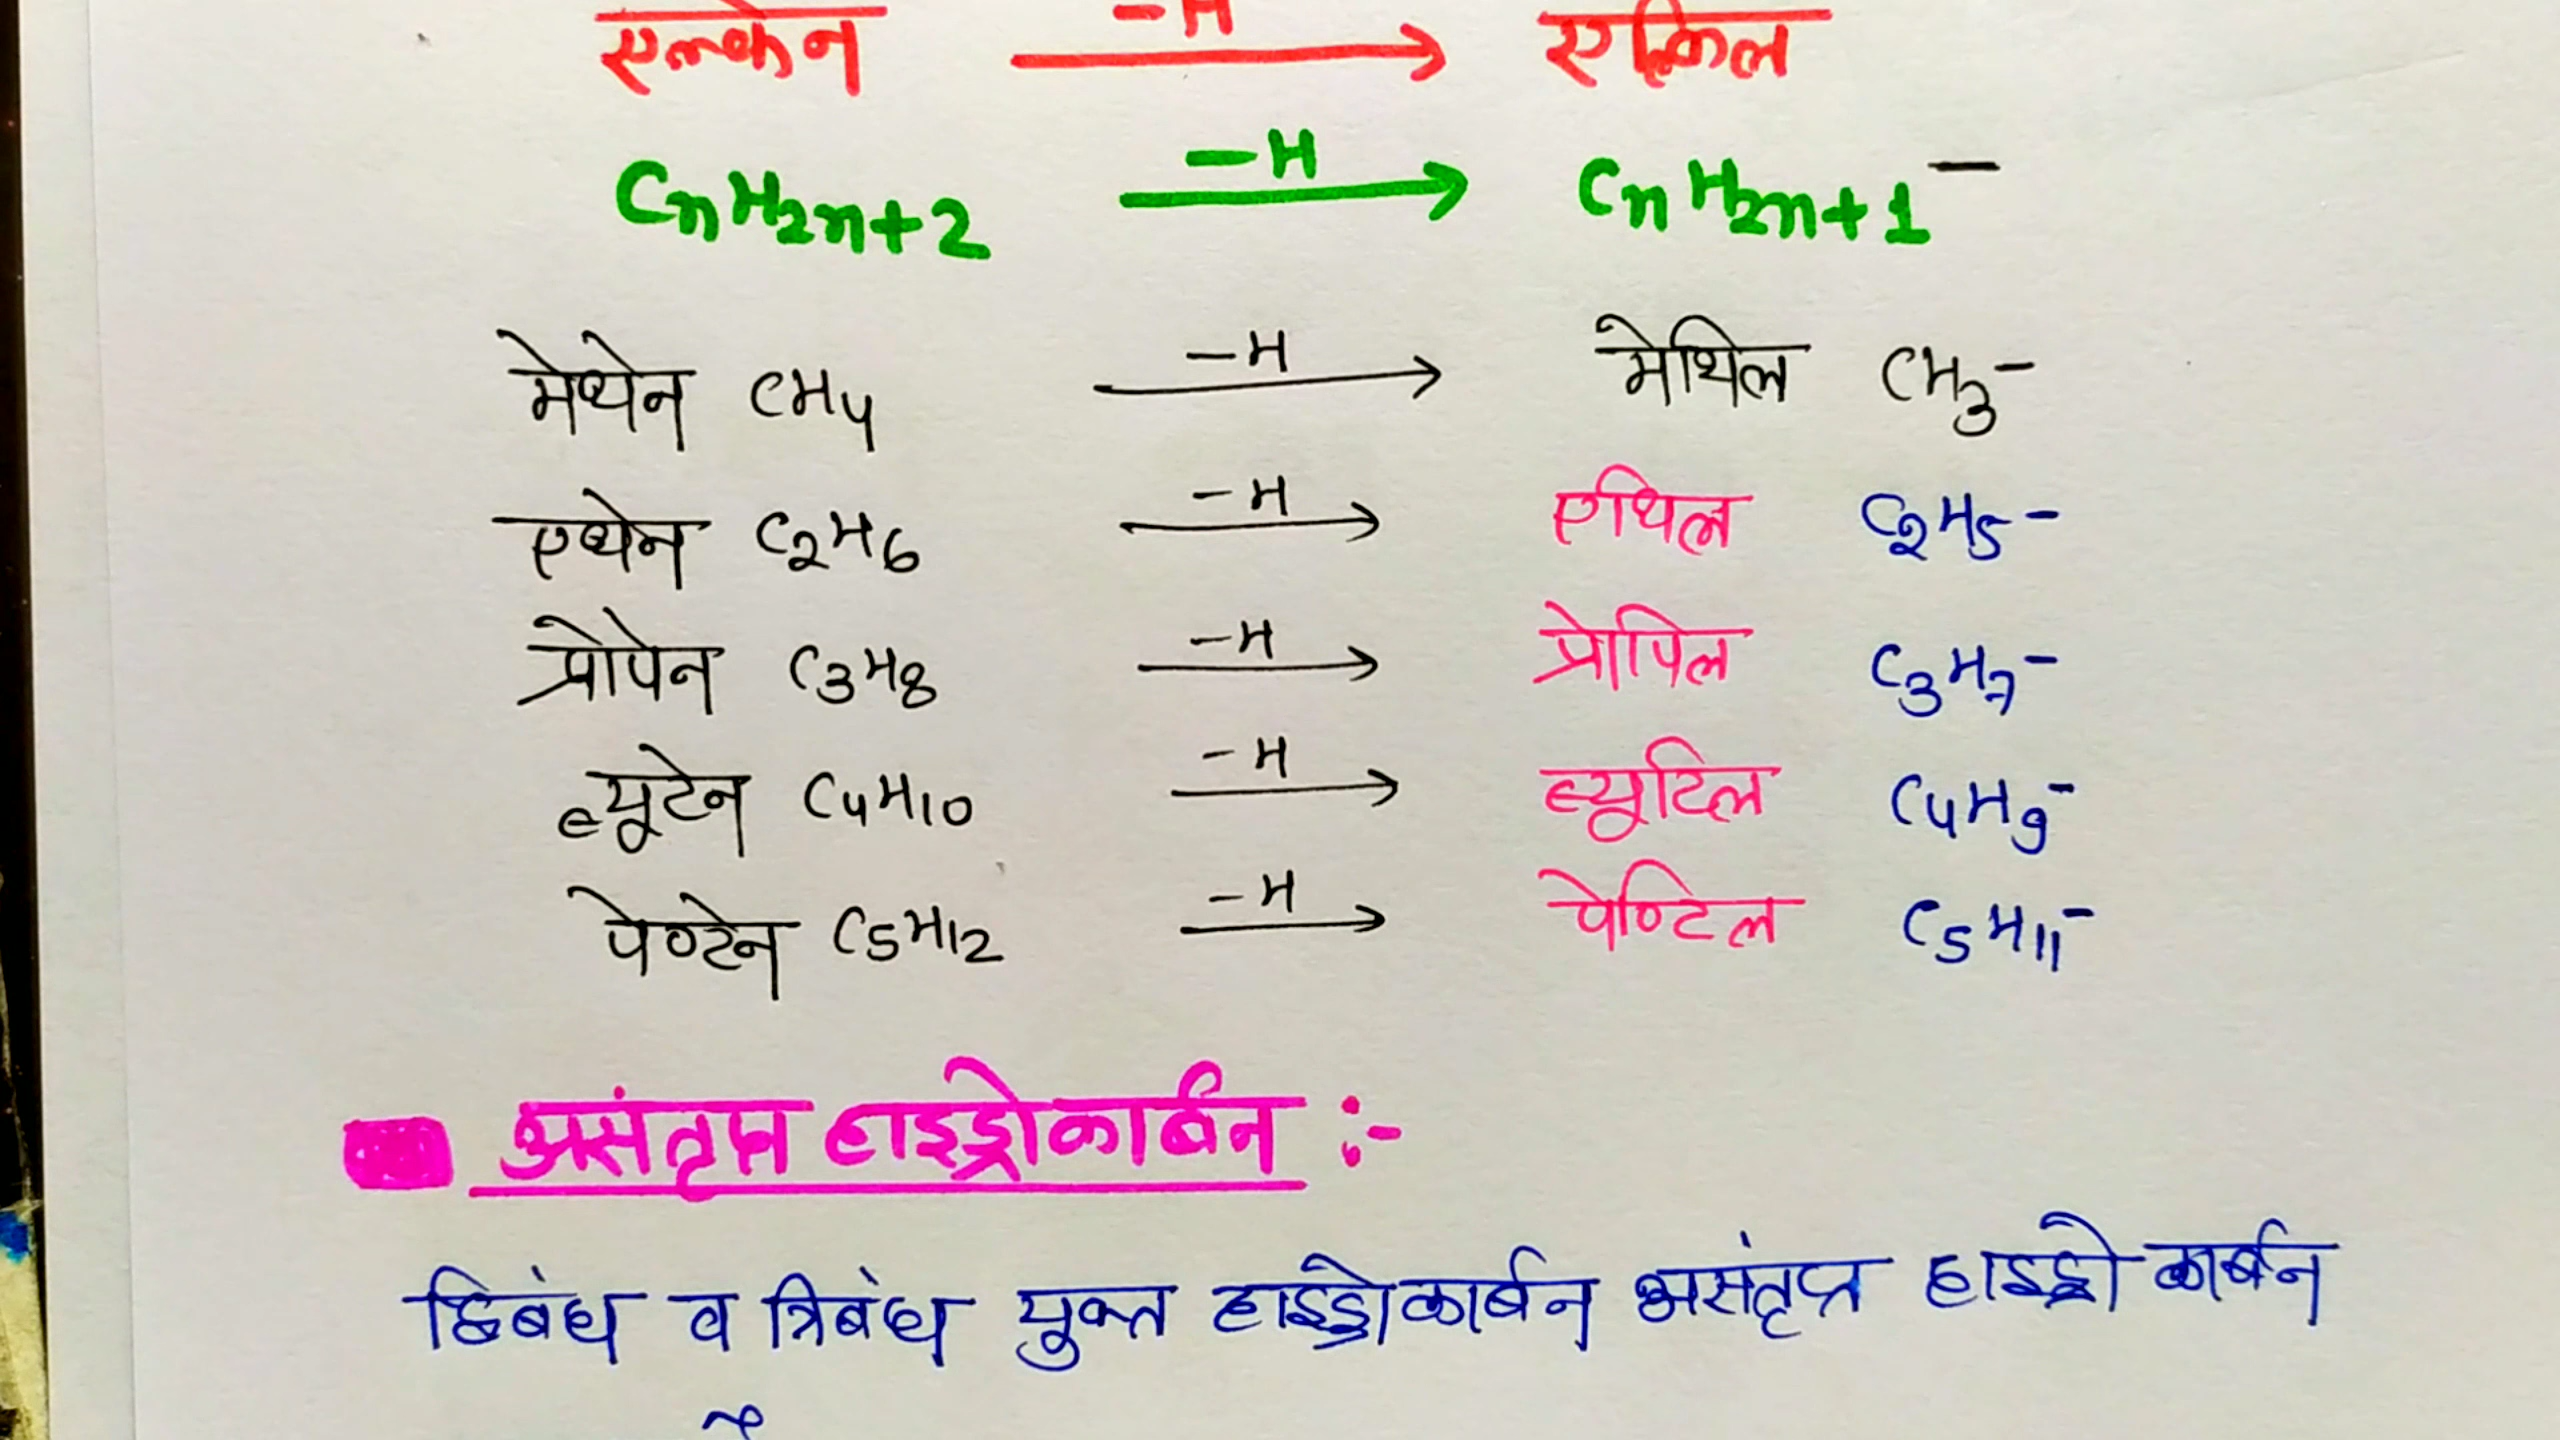 एल्केन —H→ एल्किल
CnH2n+2 —H→ CnH2n+1 –
मेथेन CH4 —H→ मेथिल CH3–
एथेन C2H6 —H→ एथिल C2H5–
प्रोपेन C3H8 —H→ प्रोपिल C3H7–
ब्यूटेन C4H10 —H→ ब्यूटिल C4H9–
पेण्टेन C5H12 —H→ पेण्टिल C5H11–
असंतृप्त हाइड्रोकार्बन :-
द्विबंध व त्रिबंध युक्त हाइड्रोकार्बन असंतृप्त हाइड्रो कार्बन